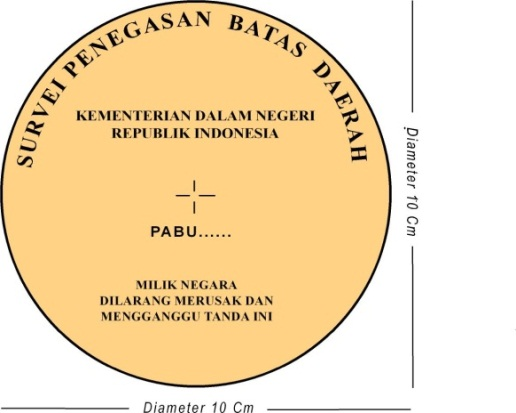 SURVEI PENEGASAN BATAS DAERAH
KEMENTERIAN DALAM NEGERI
REPUBLIK INDONESIA
PABU......
MILIK NEGARA
DILARANG MERUSAK DAN
MENGGANGGU TANDA INI
Diameter 10 Cm
Diameter 10 Cm